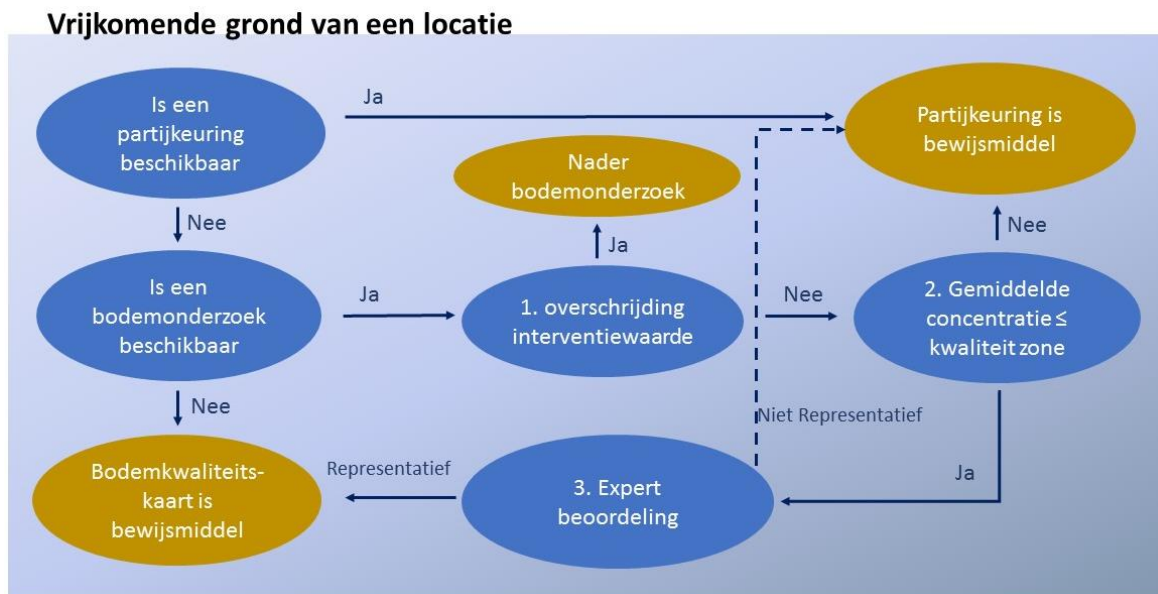 Vrijkomende grond van een locatie
Is een
partijkeuring
beschikbaar
Ja
Partijkeuring is
bewijsmiddel
Nader
bodemonderzoek
Nee
Ja
Nee
Is een
bodemonderzoek
beschikbaar
Ja
1. overschrijding
interventiewaarde
Nee
2. Gemiddelde
concentratie ≤
kwaliteit zone
Nee
Niet Representatief
Ja
Bodemkwaliteits-
kaart is
bewijsmiddel
Representatief
3. Expert
beoordeling